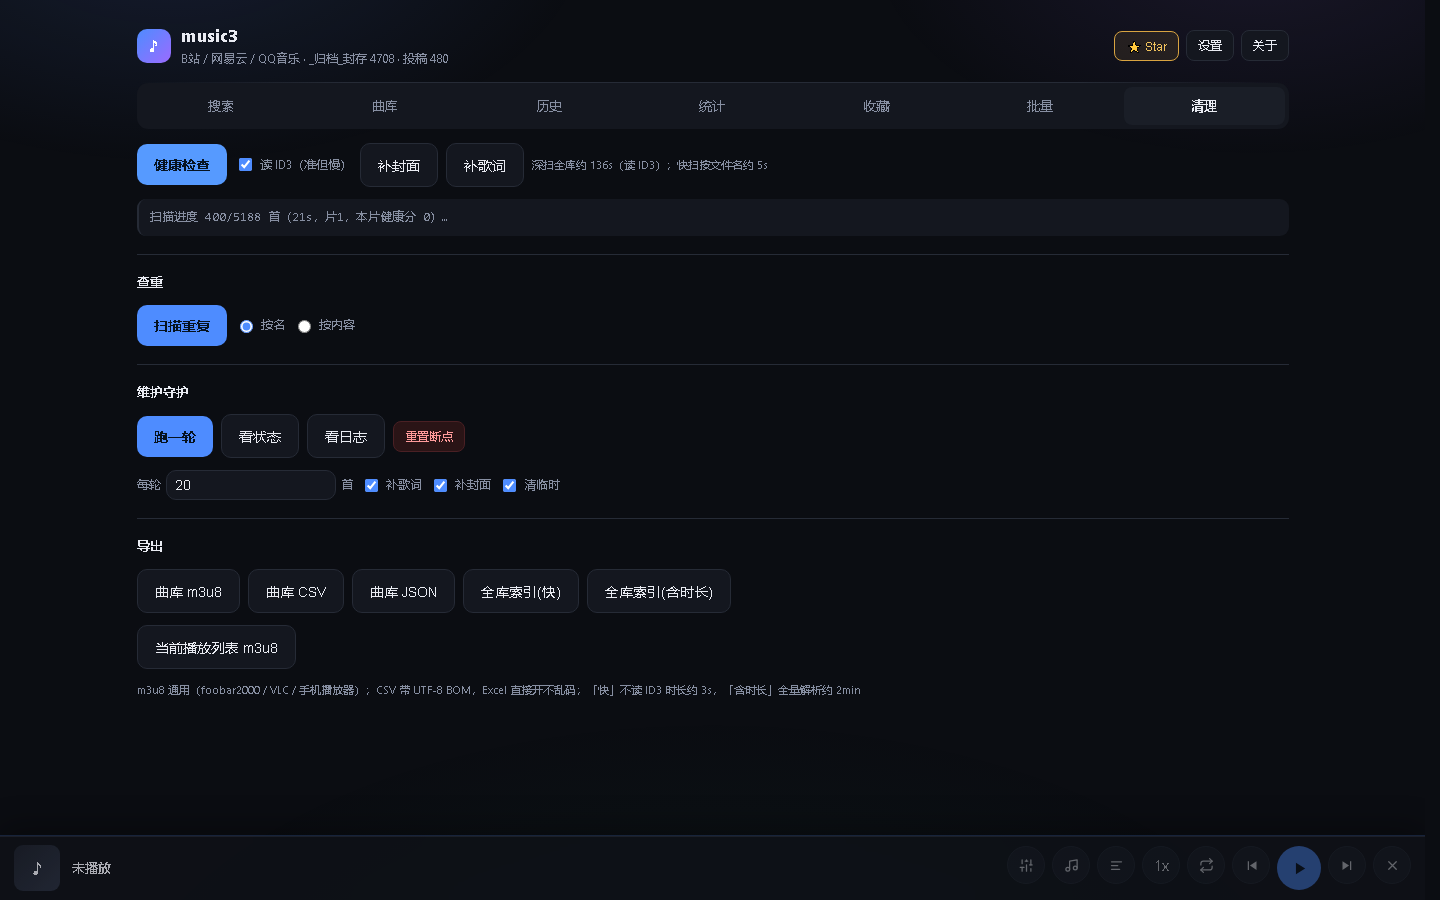 music3
B站 / 网易云 / QQ音乐 · _归档_封存 4708 · 投稿 480
★ Star 设置 关于
搜索 曲库 历史 统计 收藏 批量 清理
健康检查 读 ID3（准但慢） 补封面 补歌词 深扫全库约 136s（读 ID3）；快扫按文件名约 5s
扫描进度 400/5188 首（21s，片1，本片健康分 0）…
查重
扫描重复 按名 按内容
维护守护
跑一轮 看状态 看日志 重置断点
每轮 20 首 补歌词 补封面 清临时
导出
曲库 m3u8 曲库 CSV 曲库 JSON 全库索引(快) 全库索引(含时长)
当前播放列表 m3u8
m3u8 通用（foobar2000 / VLC / 手机播放器）；CSV 带 UTF-8 BOM，Excel 直接开不乱码；「快」不读 ID3 时长约 3s，「含时长」全量解析约 2min
未播放 1x